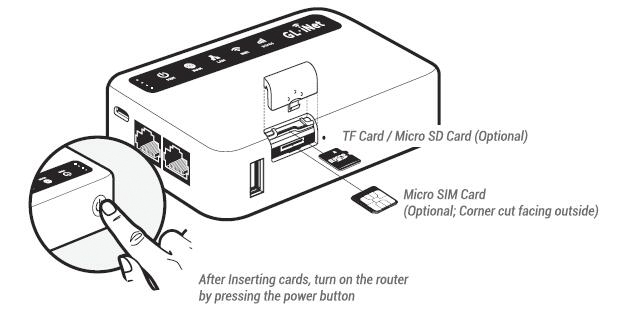 GL·iNet
TF Card / Micro SD Card (Optional)
Micro SIM Card
(Optional; Corner cut facing outside)
After Inserting cards, turn on the router
by pressing the power button